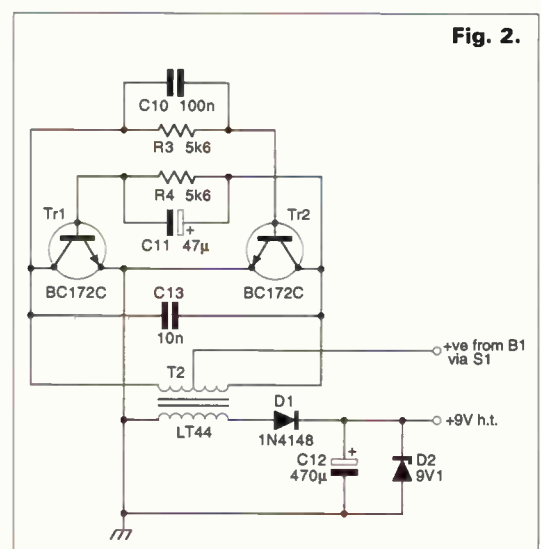 Fig. 2.
C10 100n
R3 5k6
R4 5k6
Tr1
Tr2
C11
+
47µ
BC172C
BC172C
C13
10n
T2
+ve from B1
via S1
D1
LT44
1N4148
+9V h.t.
C12
470µ
+
D2
9V1